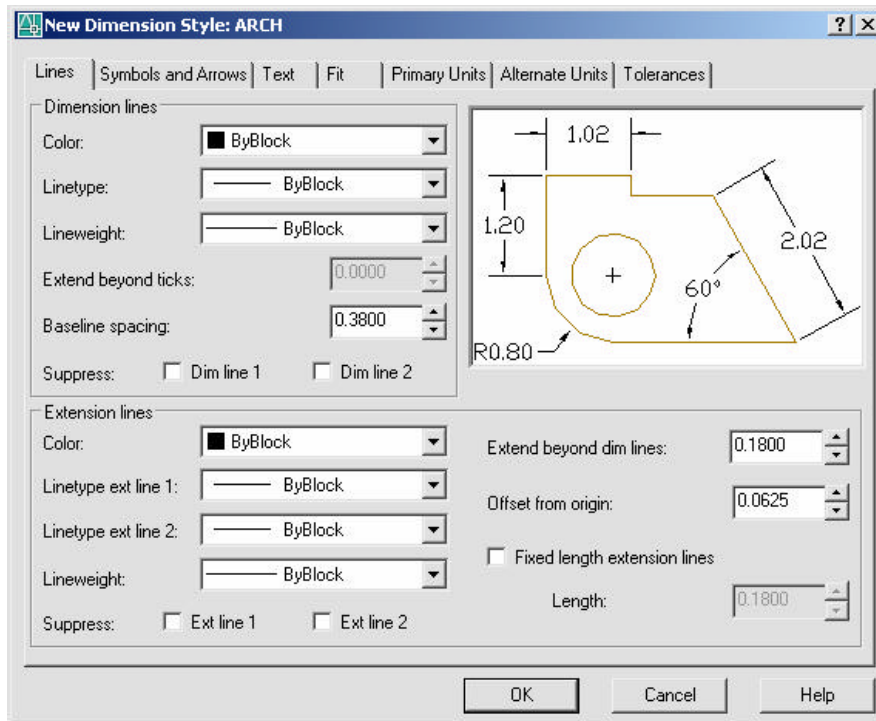 New Dimension Style: ARCH
Lines Symbols and Arrows Text Fit Primary Units Alternate Units Tolerances
Dimension lines
Color: ByBlock
Linetype: ByBlock
Lineweight: ByBlock
Extend beyond ticks: 0.0000
Baseline spacing: 0.3800
Suppress: Dim line 1 Dim line 2
1.02
1.20
2.02
60°
R0.80
Extension lines
Color: ByBlock
Linetype ext line 1: ByBlock
Linetype ext line 2: ByBlock
Lineweight: ByBlock
Suppress: Ext line 1 Ext line 2
Extend beyond dim lines: 0.1800
Offset from origin: 0.0625
Fixed length extension lines
Length: 0.1800
OK Cancel Help